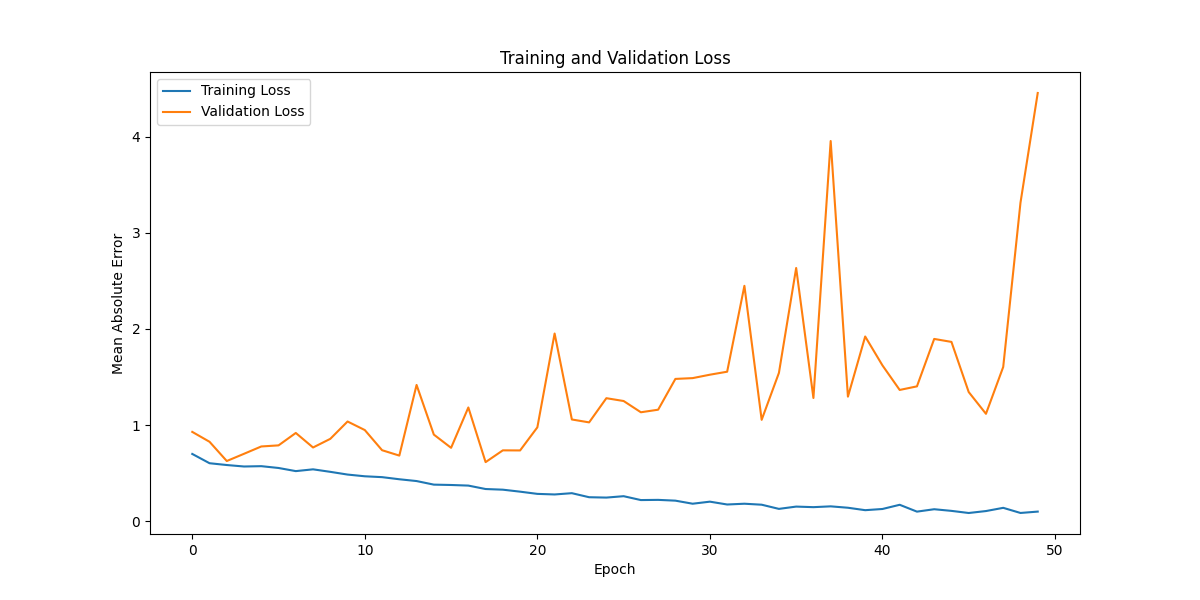 Training and Validation Loss
Training Loss
Validation Loss
Mean Absolute Error
4
3
2
1
0
0 10 20 30 40 50
Epoch